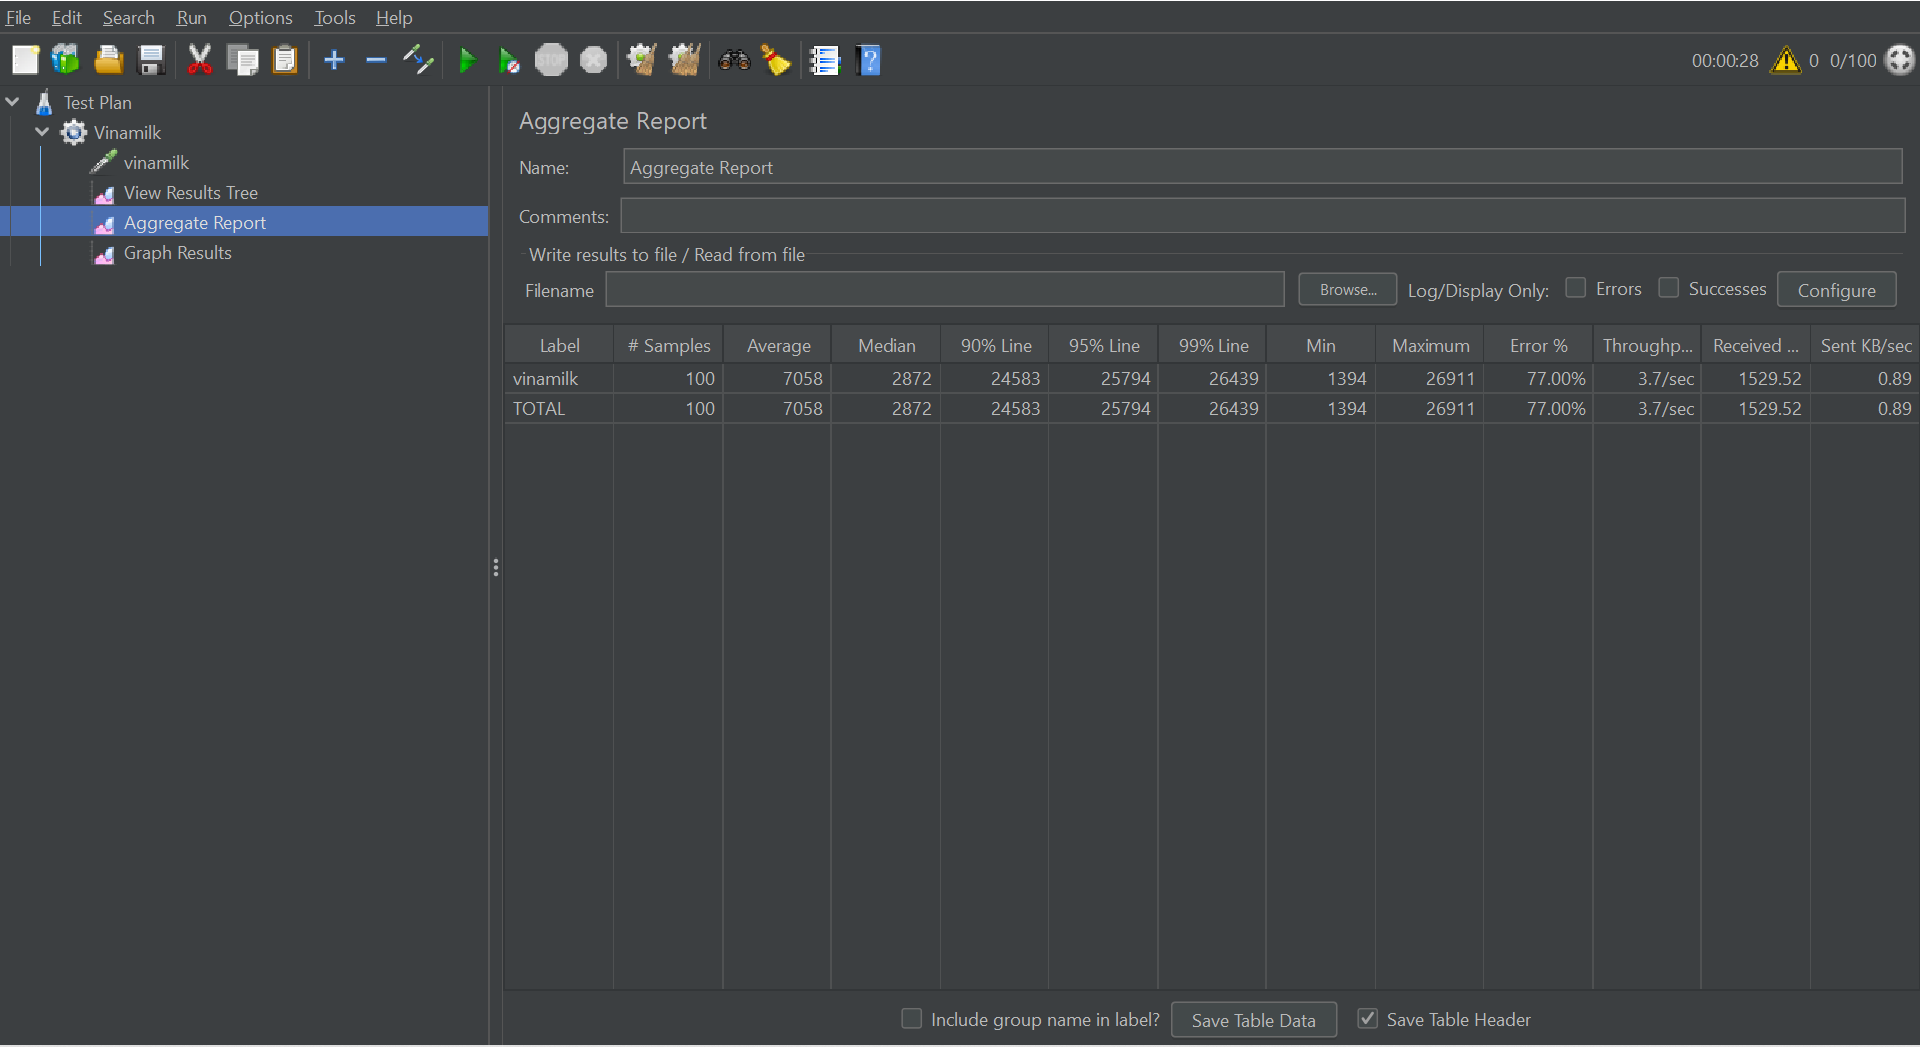 File Edit Search Run Options Tools Help
STOP
00:00:28 0 0/100
Test Plan
Vinamilk
vinamilk
View Results Tree
Aggregate Report
Graph Results
Aggregate Report
Name: Aggregate Report
Comments:
Write results to file / Read from file
Filename Browse... Log/Display Only: Errors Successes Configure
Label # Samples Average Median 90% Line 95% Line 99% Line Min Maximum Error % Throughp... Received ... Sent KB/sec
vinamilk 100 7058 2872 24583 25794 26439 1394 26911 77.00% 3.7/sec 1529.52 0.89
TOTAL 100 7058 2872 24583 25794 26439 1394 26911 77.00% 3.7/sec 1529.52 0.89
Include group name in label? Save Table Data Save Table Header